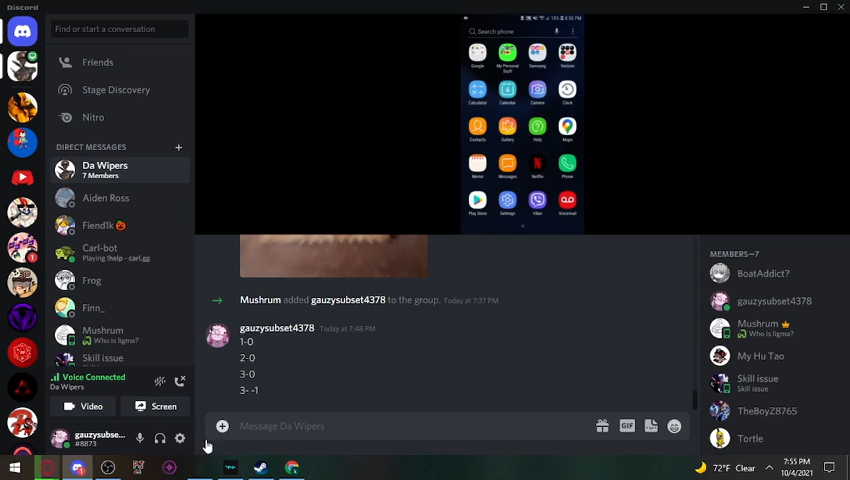 Discord
Find or start a conversation
Friends
Stage Discovery
Nitro
DIRECT MESSAGES +
Da Wipers
7 Members
Aiden Ross
Fiend1k
Carl-bot
Playing !help - carl.gg
Frog
Finn_
Mushrum
Who is ligma?
Skill issue
Voice Connected
Da Wipers
Video
Screen
gauzysubse...
#8873
8:55 PM
Search phone
Google
My Personal
Stuff
Samsung
Verizon
Calculator
Calendar
Camera
Clock
Contacts
Gallery
Help
Maps
Memo
Messages
Netflix
Phone
Play Store
Settings
Viber
Voicemail
Mushrum added gauzysubset4378 to the group. Today at 7:37 PM
gauzysubset4378 Today at 7:48 PM
1-0
2-0
3-0
3- -1
Message Da Wipers
GIF
MEMBERS—7
BoatAddict?
gauzysubset4378
Mushrum
Who is ligma?
My Hu Tao
Skill issue
TheBoyZ8765
Tortle
72°F Clear
7:55 PM
10/4/2021